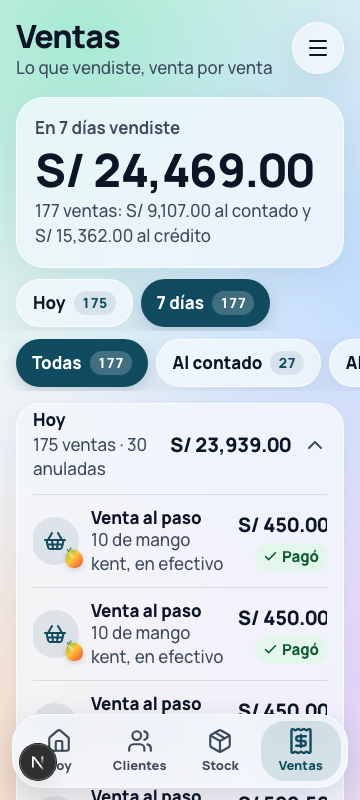 Ventas
Lo que vendiste, venta por venta
En 7 días vendiste
S/ 24,469.00
177 ventas: S/ 9,107.00 al contado y
S/ 15,362.00 al crédito
Hoy 175
7 días 177
Todas 177
Al contado 27
Hoy
175 ventas · 30
anuladas
S/ 23,939.00
Venta al paso
10 de mango
kent, en efectivo
S/ 450.00
Pagó
Venta al paso
10 de mango
kent, en efectivo
S/ 450.00
Pagó
Venta al paso
S/ 450.00
N
Clientes
Stock
Ventas
Venta al paso